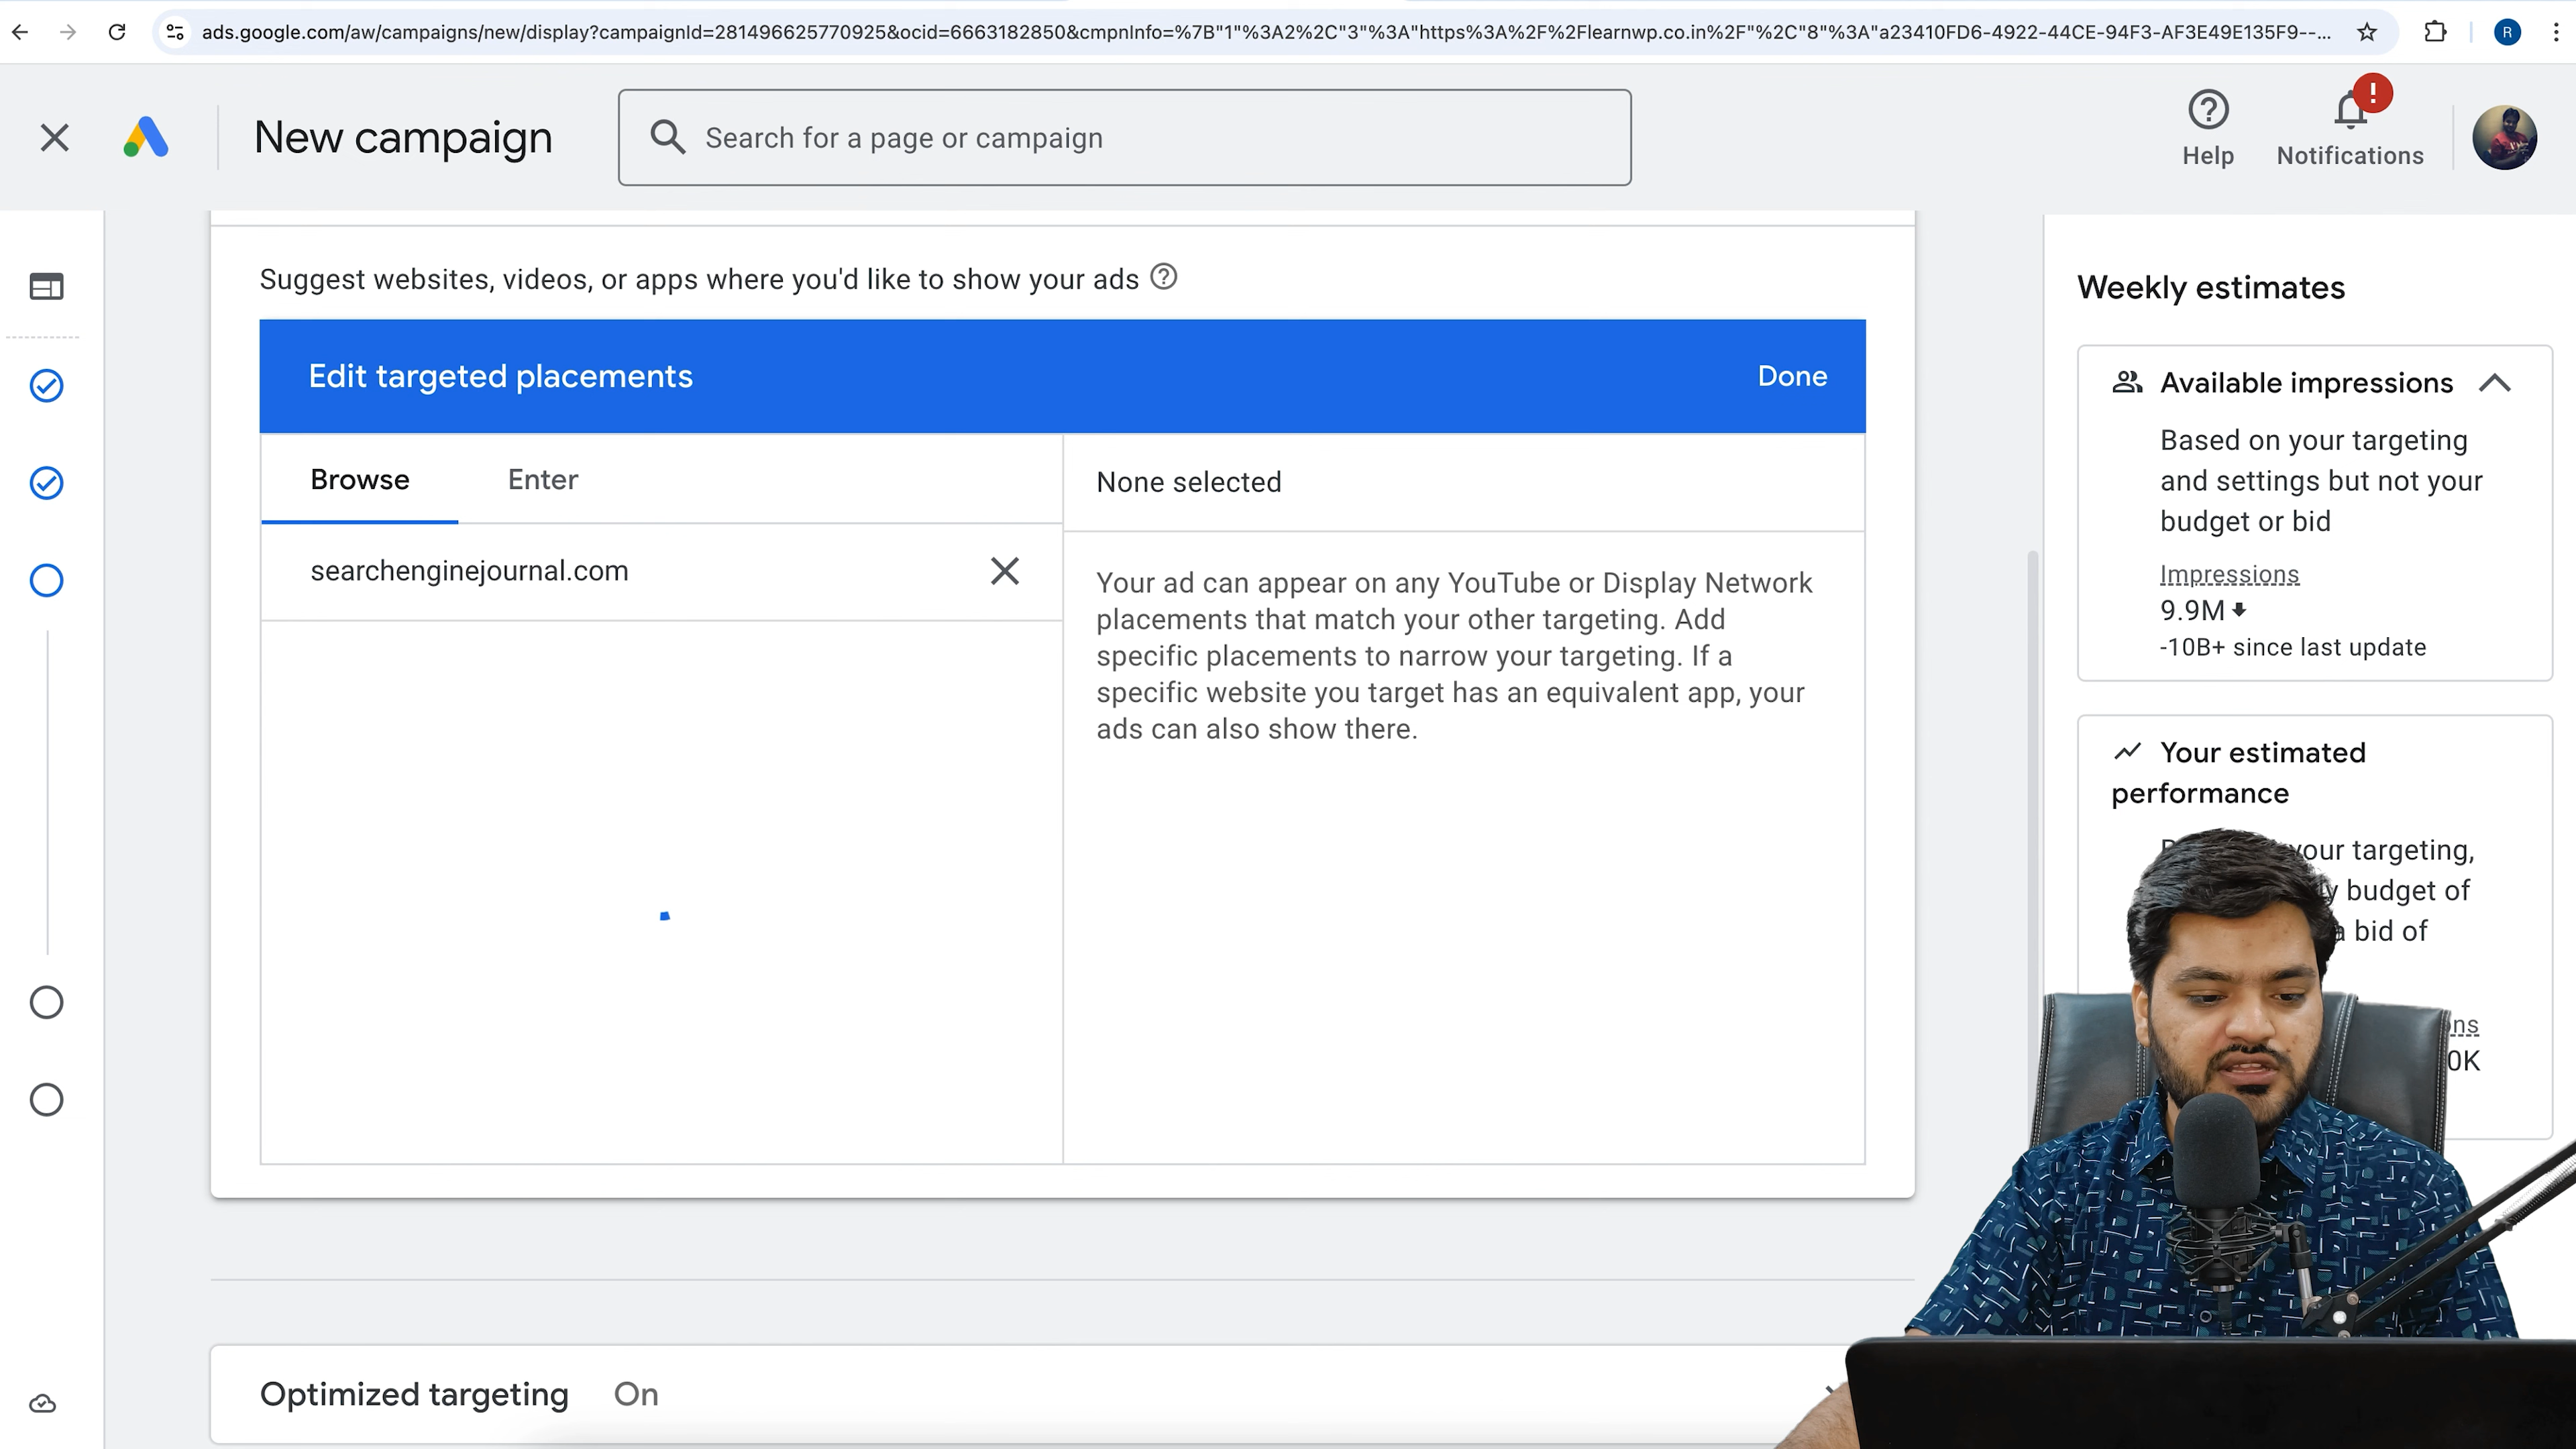 ads.google.com/aw/campaigns/new/display?campaignId=281496625770925&ocid=6663182850&cmpnInfo=%7B"1"%3A2%2C"3"%3A"https%3A%2F%2Flearnwp.co.in%2F"%2C"8"%3A"a23410FD6-4922-44CE-94F3-AF3E49E135F9--...
R
New campaign
Search for a page or campaign
Help
Notifications
Suggest websites, videos, or apps where you'd like to show your ads
Edit targeted placements
Done
Browse
Enter
searchenginejournal.com
None selected
Your ad can appear on any YouTube or Display Network
placements that match your other targeting. Add
specific placements to narrow your targeting. If a
specific website you target has an equivalent app, your
ads can also show there.
Optimized targeting On
Weekly estimates
Available impressions
Based on your targeting
and settings but not your
budget or bid
Impressions
9.9M
-10B+ since last update
Your estimated
performance
your targeting,
budget of
a bid of